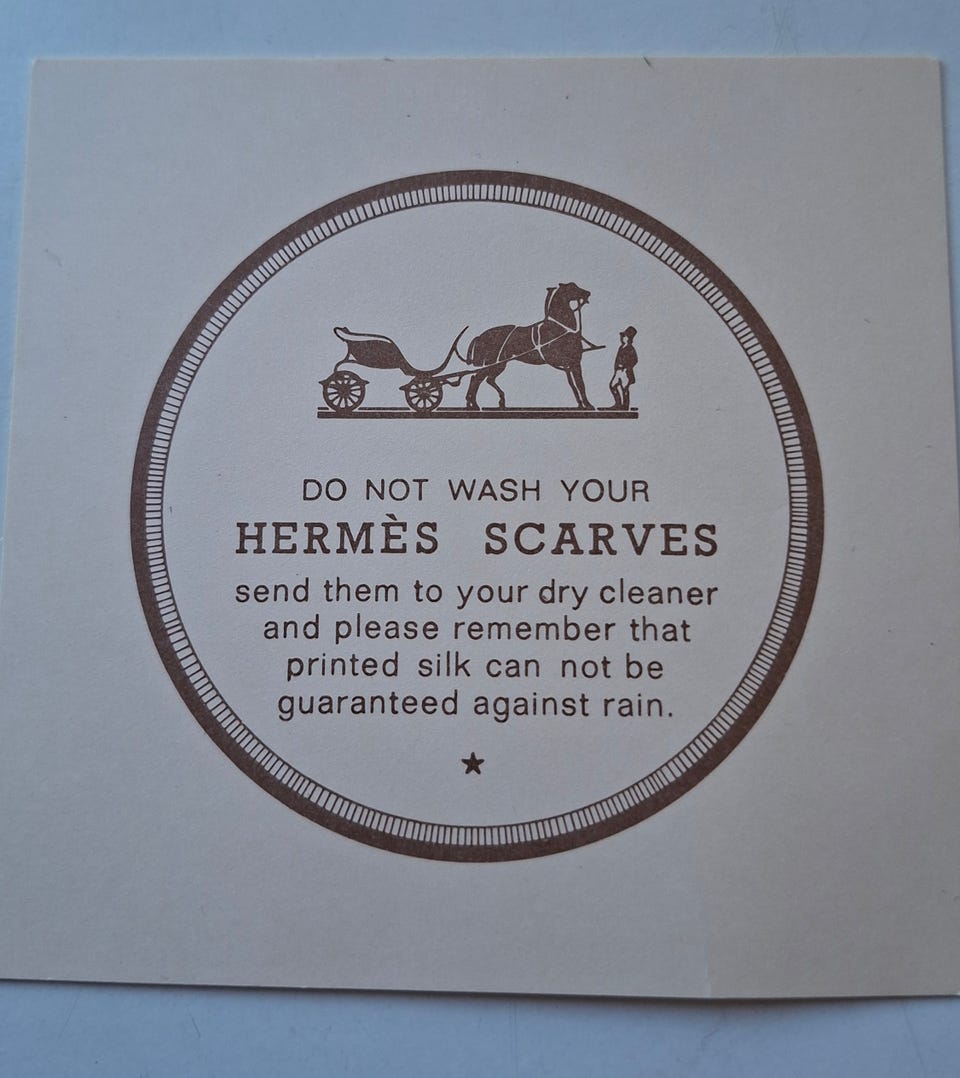 DO NOT WASH YOUR
HERMÈS SCARVES
send them to your dry cleaner
and please remember that
printed silk can not be
guaranteed against rain.